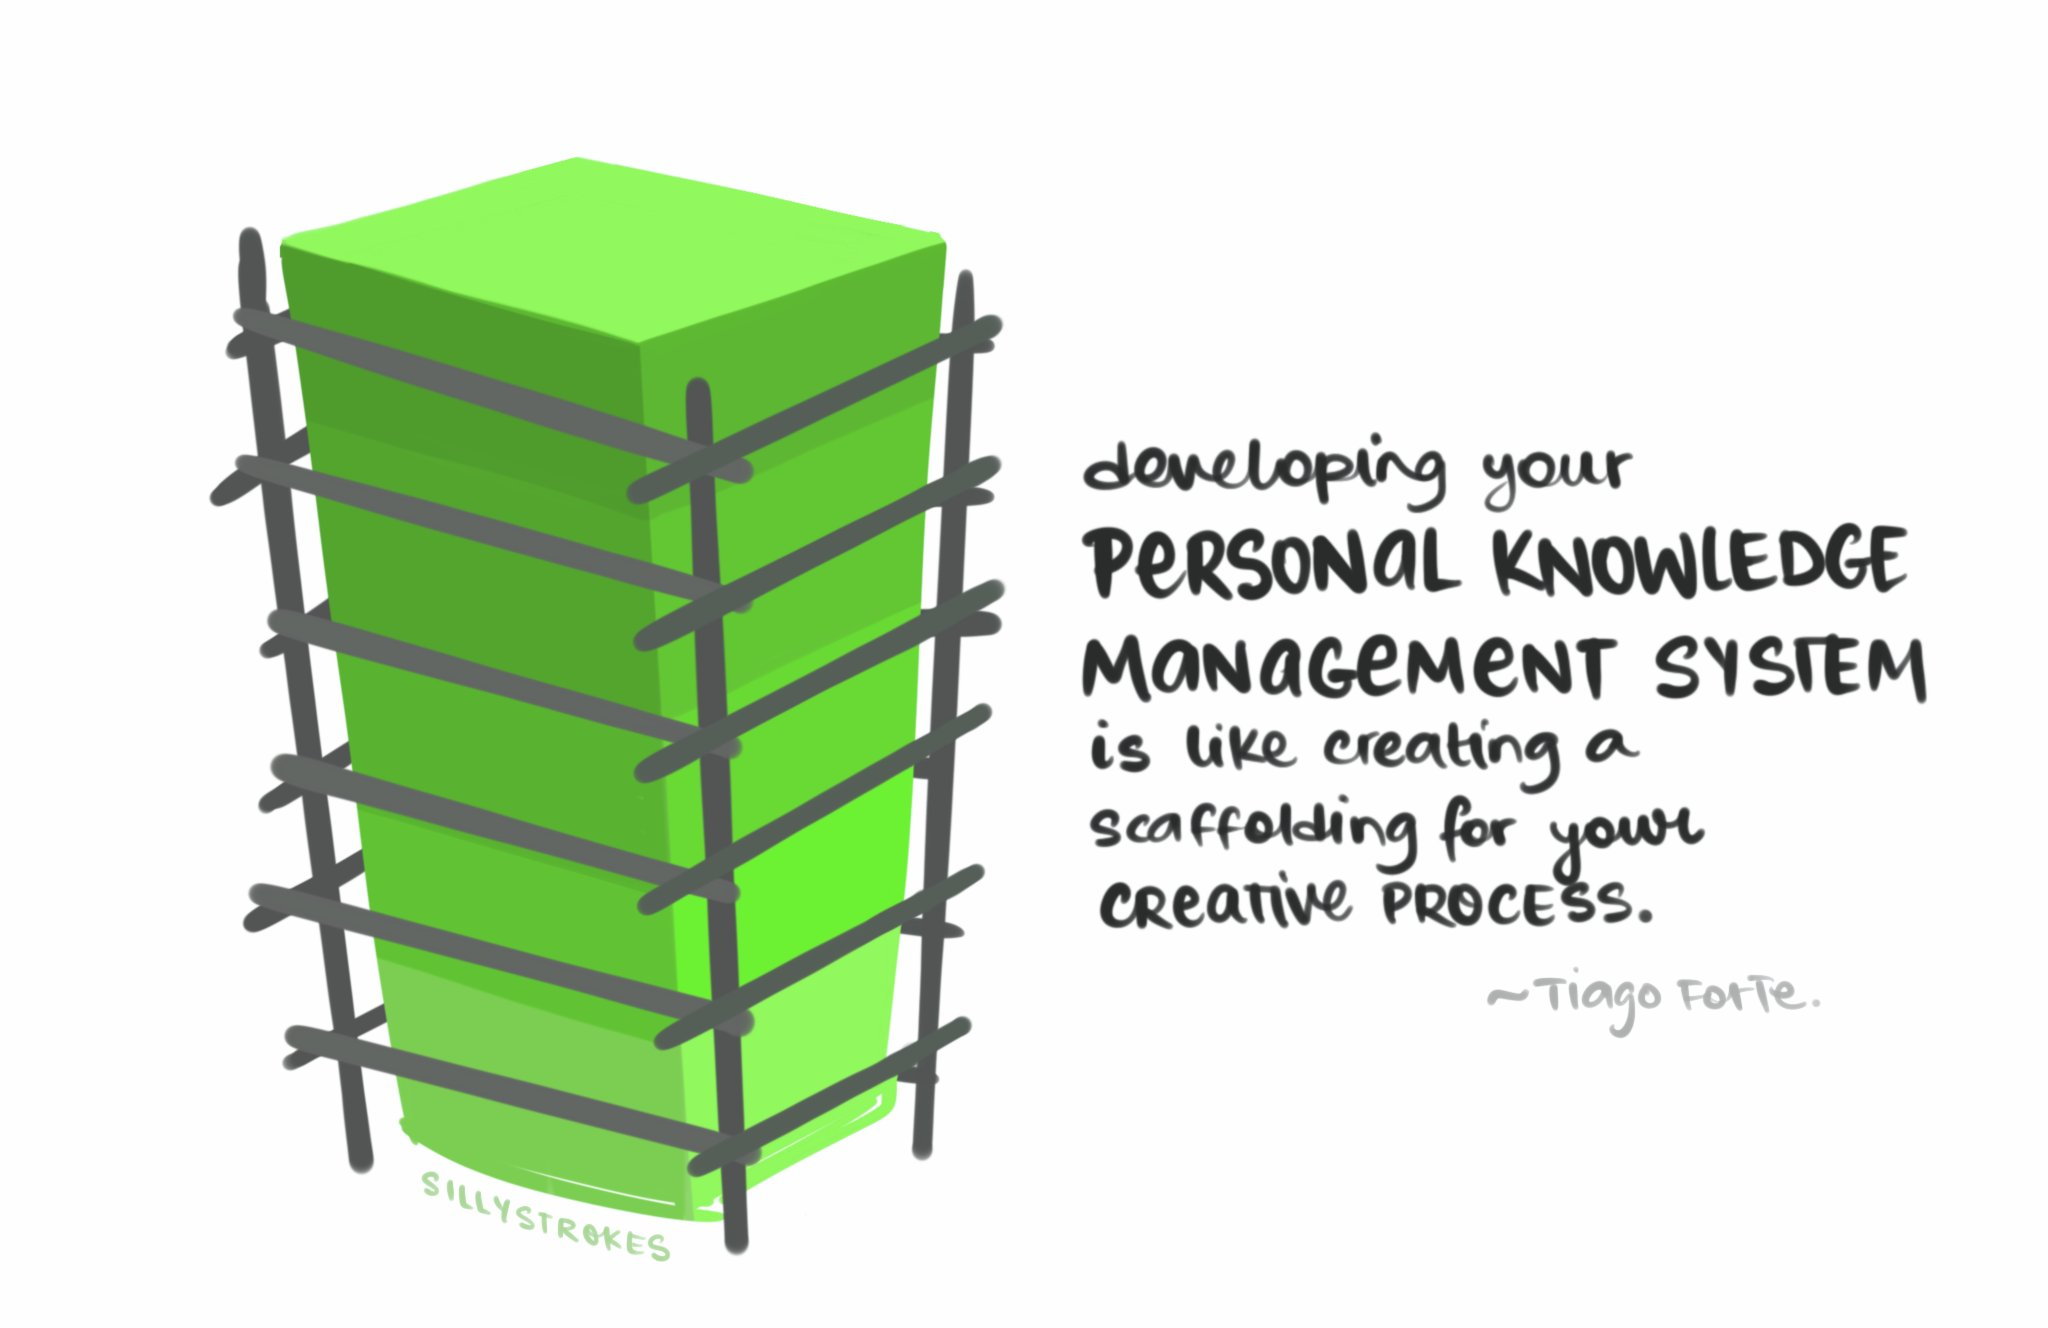 developing your
PERSONAL KNOWLEDGE
MANAGEMENT SYSTEM
is like creating a
scaffolding for your
CREATIVE PROCESS.
~Tiago Forte.
SILLYSTROKES